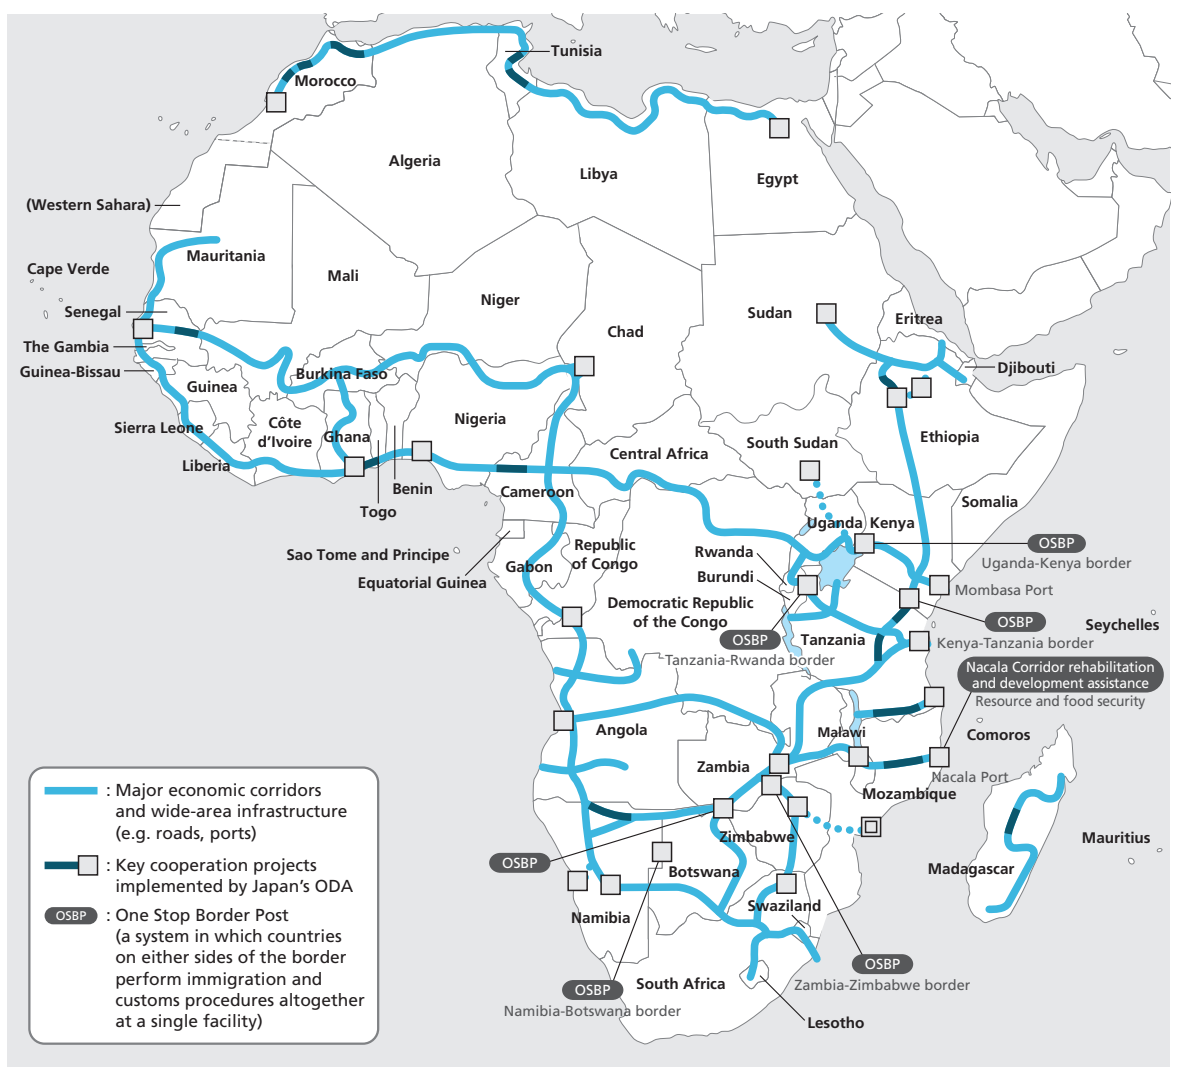 Tunisia
Morocco
Algeria
Libya
Egypt
(Western Sahara)
Mauritania
Cape Verde
Mali
Niger
Chad
Sudan
Eritrea
Senegal
The Gambia
Guinea-Bissau
Burkina Faso
Djibouti
Guinea
Nigeria
Côte
d'Ivoire
Ghana
Sierra Leone
Liberia
Ethiopia
South Sudan
Central Africa
Benin
Togo
Cameroon
Somalia
Uganda
Kenya
OSBP
Uganda-Kenya border
Sao Tome and Principe
Equatorial Guinea
Gabon
Republic
of Congo
Rwanda
Burundi
Mombasa Port
Democratic Republic
of the Congo
OSBP
Tanzania-Rwanda border
Tanzania
OSBP
Kenya-Tanzania border
Seychelles
Nacala Corridor rehabilitation
and development assistance
Resource and food security
Angola
Malawi
Comoros
Zambia
Nacala Port
Mozambique
Zimbabwe
Mauritius
OSBP
Botswana
Madagascar
Namibia
Swaziland
OSBP
Zambia-Zimbabwe border
OSBP
Namibia-Botswana border
South Africa
Lesotho
: Major economic corridors
and wide-area infrastructure
(e.g. roads, ports)
: Key cooperation projects
implemented by Japan's ODA
OSBP : One Stop Border Post
(a system in which countries
on either sides of the border
perform immigration and
customs procedures altogether
at a single facility)